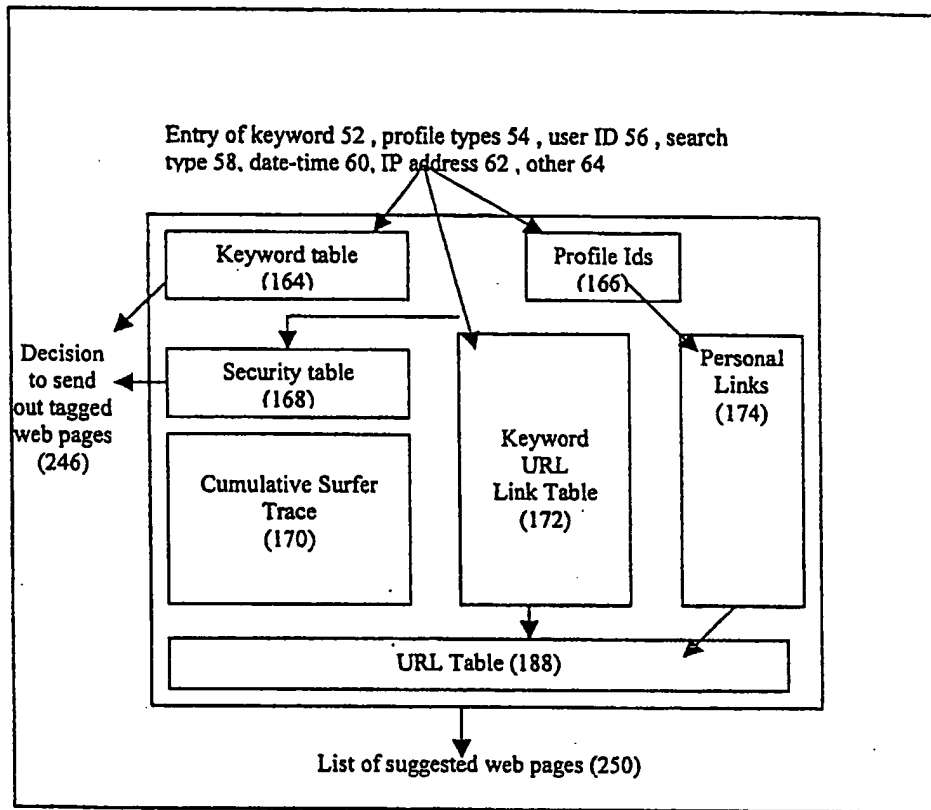 Entry of keyword 52 , profile types 54 , user ID 56 , search
type 58, date-time 60, IP address 62 , other 64
Keyword table
(164)
Profile Ids
(166)
Decision
to send
out tagged
web pages
(246)
Security table
(168)
Personal
Links
(174)
Cumulative Surfer
Trace
(170)
Keyword
URL
Link Table
(172)
URL Table (188)
List of suggested web pages (250)